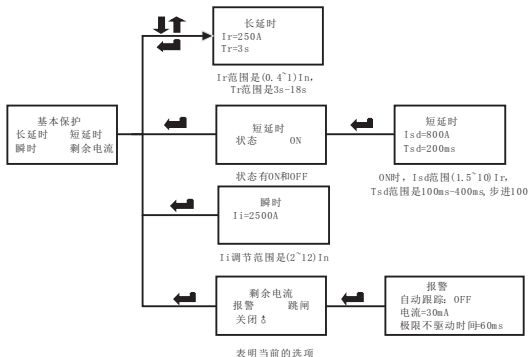 长延时
Ir=250A
Tr=3s
Ir范围是(0.4~1)In,
Tr范围是3s-18s
基本保护
长延时 短延时
瞬时 剩余电流
短延时
状态 ON
状态有ON和OFF
短延时
Isd=800A
Tsd=200ms
ON时, Isd范围(1.5~10)Ir,
Tsd范围是100ms-400ms,步进100
瞬时
Ii=2500A
Ii调节范围是(2~12)In
剩余电流
报警 跳闸
关闭
表明当前的选项
报警
自动跟踪: OFF
电流=30mA
极限不驱动时间=60ms